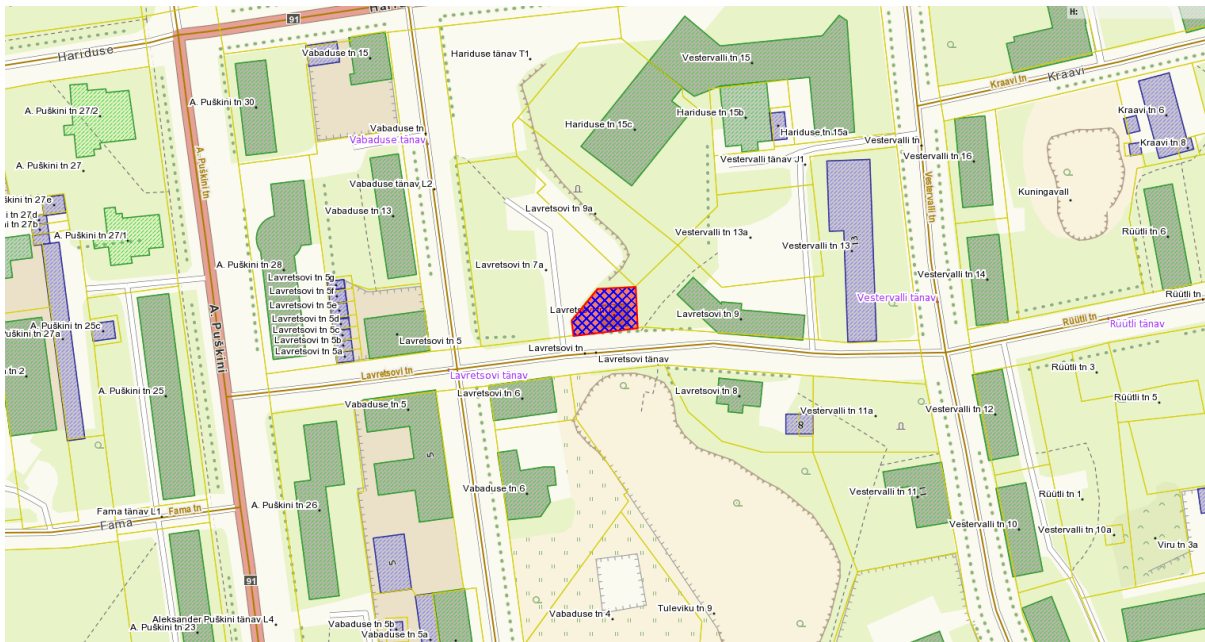 91
H:
Hariduse
Hariduse tänav T1
Vabaduse tn 15
Vestervalli tn 15
Kraavi tn
Kraavi
A. Puškini tn 30
A. Puškini tn 27/2
Hariduse tn 15c
Hariduse tn 15b
Hariduse tn 15a
Kraavi tn 6
Kraavi tn 8
Vabaduse tn
Vabaduse tänav
Vestervalli tn
Vestervalli tänav J1
Vestervalli tn 16
A. Puškini tn 27
A. Puškini tn
Vabaduse tänav L2
Vestervalli tn
Kuningavall
Vabaduse tn 13
Lavretsovi tn 9a
Vestervalli tn 13a
Vestervalli tn 13
13
Rüütli tn 6
A. Puškini tn 27/1
A. Puškini tn 28
Lavretsovi tn 7a
Vestervalli tn 14
Lavretsovi tn 5g
Lavretsovi tn 5f
Lavretsovi tn 5e
Lavretsovi tn 5d
Lavretsovi tn 5c
Lavretsovi tn 5b
Lavretsovi tn 5a
Lavretsovi tn 5
Lavretsovi tn 9
Vestervalli tänav
Rüütli tn
Rüütli tn
Rüütli tänav
A. Puškini
A. Puškini tn 25c
Lavretsovi tn
Lavretsovi tänav
Lavretsovi tn
Lavretsovi tänav
A. Puškini tn 25
Lavretsovi tn 6
Lavretsovi tn 8
Vabaduse tn 5
5
8
Vestervalli tn 11a
Vestervalli tn 12
Rüütli tn 3
Rüütli tn 5
Vabaduse tn 6
Vestervalli tn 11
11
Rüütli tn 1
A. Puškini tn 26
Fama tänav L1
Fama tn
Fama
Vestervalli tn 10
Vestervalli tn 10a
Viru tn 3a
5
91
Aleksander Puškini tänav L4
A. Puškini tn 23
Vabaduse tn 5b
Vabaduse tn 5a
Vabaduse tn 4
Tuleviku tn 9